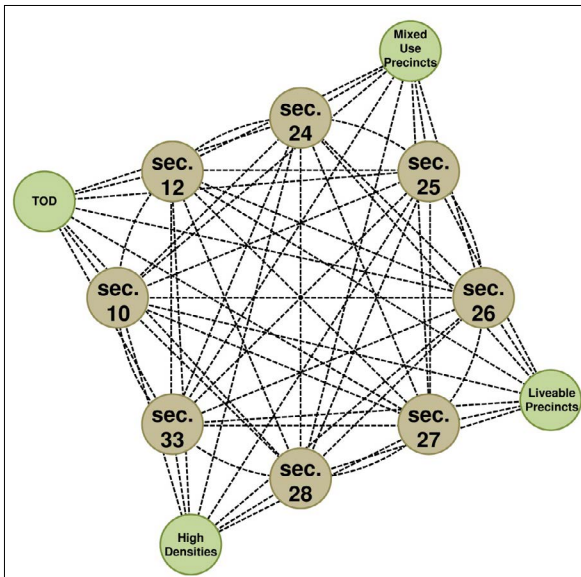 Mixed
Use
Precincts
sec.
24
sec.
12
sec.
25
TOD
sec.
10
sec.
26
Liveable
Precincts
sec.
33
sec.
27
sec.
28
High
Densities